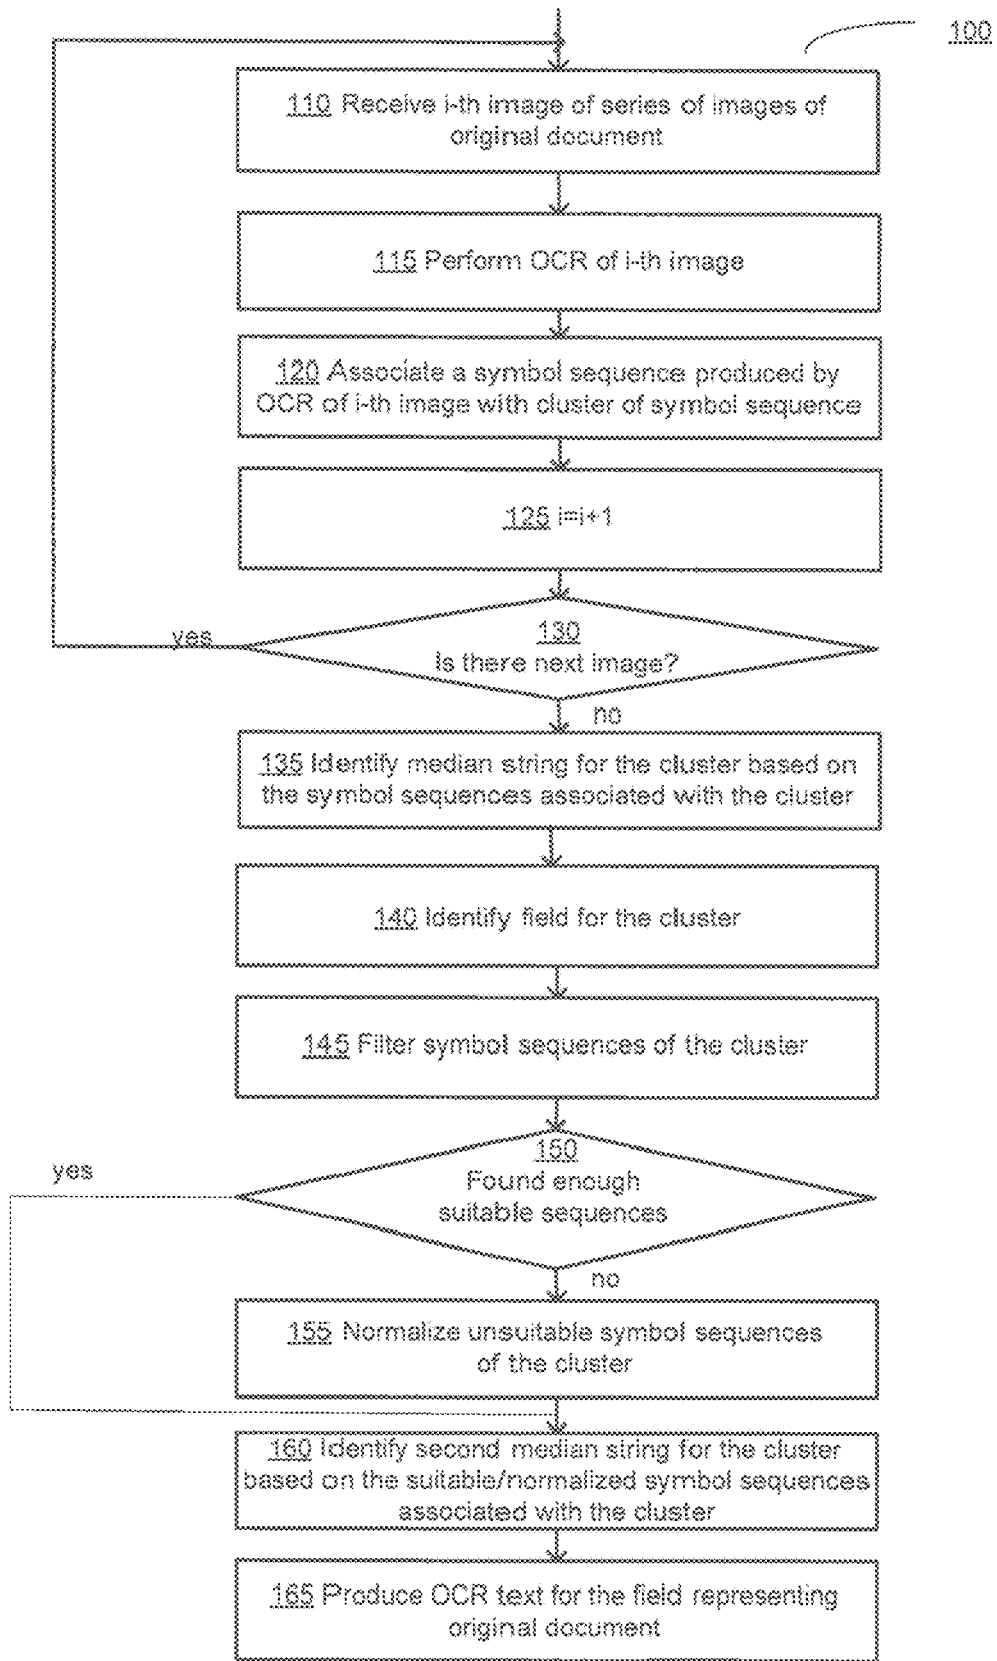 100
110 Receive i-th image of series of images of
original document
115 Perform OCR of i-th image
120 Associate a symbol sequence produced by
OCR of i-th image with cluster of symbol sequence
125 i=i+1
130
Is there next image?
yes
no
135 Identify median string for the cluster based on
the symbol sequences associated with the cluster
140 Identify field for the cluster
145 Filter symbol sequences of the cluster
150
Found enough
suitable sequences
yes
no
155 Normalize unsuitable symbol sequences
of the cluster
160 Identify second median string for the cluster
based on the suitable/normalized symbol sequences
associated with the cluster
165 Produce OCR text for the field representing
original document